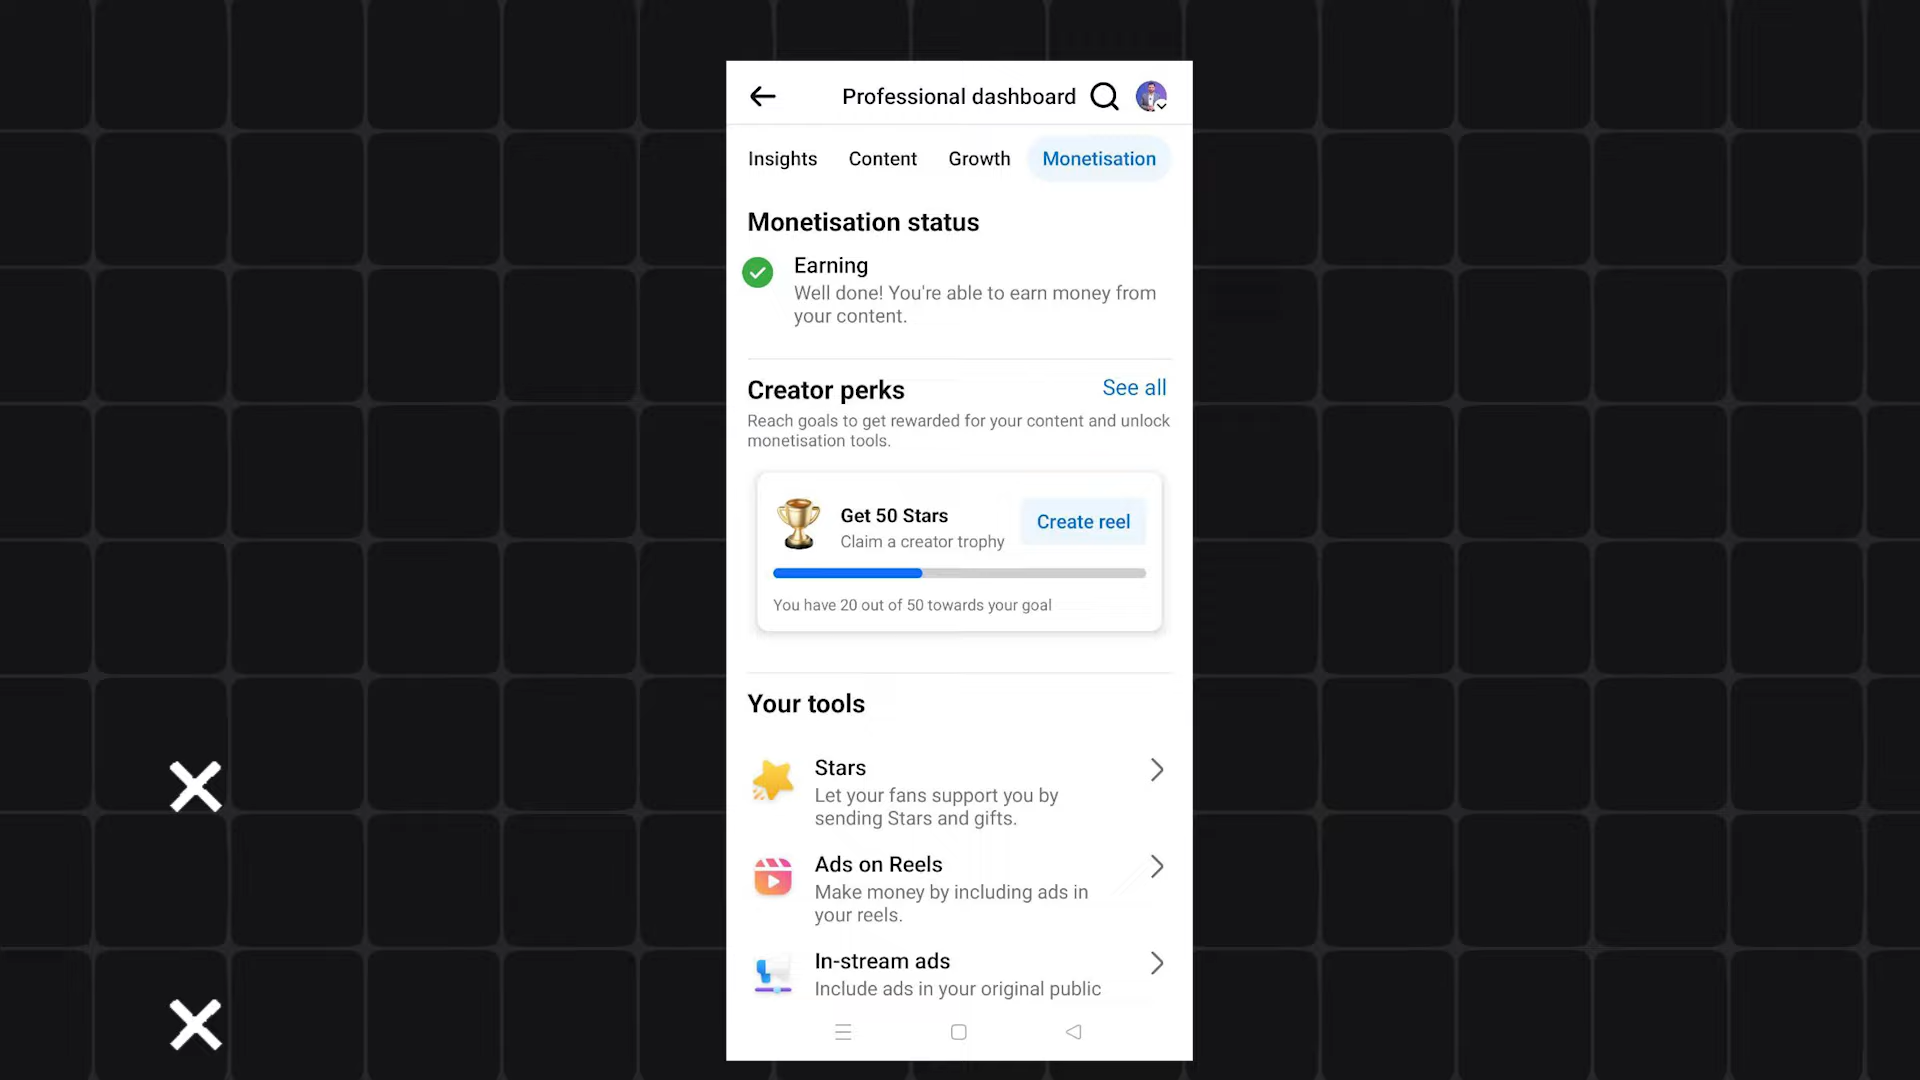 Professional dashboard
Insights Content Growth Monetisation
Monetisation status
Earning
Well done! You're able to earn money from
your content.
Creator perks See all
Reach goals to get rewarded for your content and unlock
monetisation tools.
Get 50 Stars
Claim a creator trophy
Create reel
You have 20 out of 50 towards your goal
Your tools
Stars
Let your fans support you by
sending Stars and gifts.
Ads on Reels
Make money by including ads in
your reels.
In-stream ads
Include ads in your original public